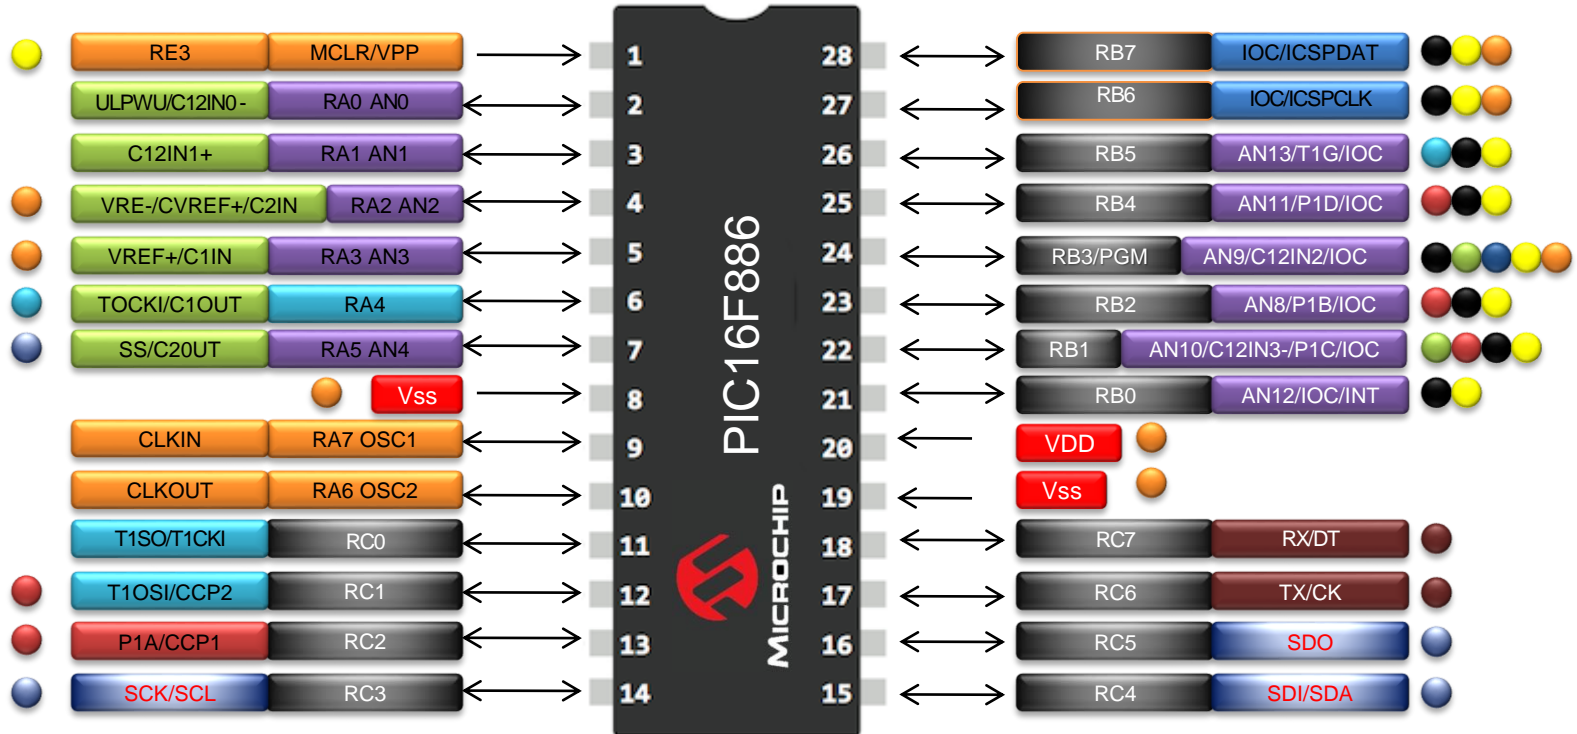 RE3 MCLR/VPP 1 28 RB7 IOC/ICSPDAT
ULPWU/C12IN0- RA0 AN0 2 27 RB6 IOC/ICSPCLK
C12IN1+ RA1 AN1 3 26 RB5 AN13/T1G/IOC
VRE-/CVREF+/C2IN RA2 AN2 4 25 RB4 AN11/P1D/IOC
VREF+/C1IN RA3 AN3 5 24 RB3/PGM AN9/C12IN2/IOC
TOCKI/C1OUT RA4 6 23 RB2 AN8/P1B/IOC
SS/C20UT RA5 AN4 7 22 RB1 AN10/C12IN3-/P1C/IOC
Vss 8 21 RB0 AN12/IOC/INT
CLKIN RA7 OSC1 9 20 VDD
CLKOUT RA6 OSC2 10 19 Vss
T1SO/T1CKI RC0 11 18 RC7 RX/DT
T1OSI/CCP2 RC1 12 17 RC6 TX/CK
P1A/CCP1 RC2 13 16 RC5 SDO
SCK/SCL RC3 14 15 RC4 SDI/SDA
PIC16F886
MICROCHIP